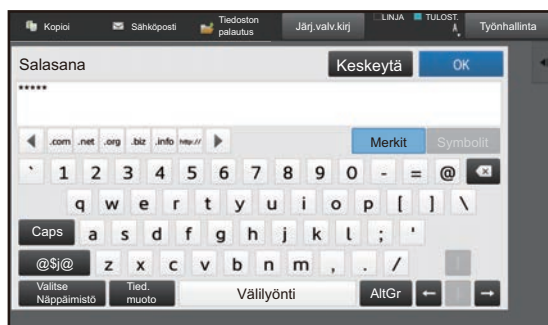 Kopioi Sähköposti Tiedoston palautus Järj.valv.kirj LINJA TULOST. Työnhallinta
Salasana Keskeytä OK
*****
.com .net .org .biz .info http:// Merkit Symbolit
` 1 2 3 4 5 6 7 8 9 0 - = @
q w e r t y u i o p [ ] \
Caps a s d f g h j k l ; '
@$j@ z x c v b n m , . /
Valitse Näppäimistö Tied. muoto Välilyönti AltGr ← ↓ →